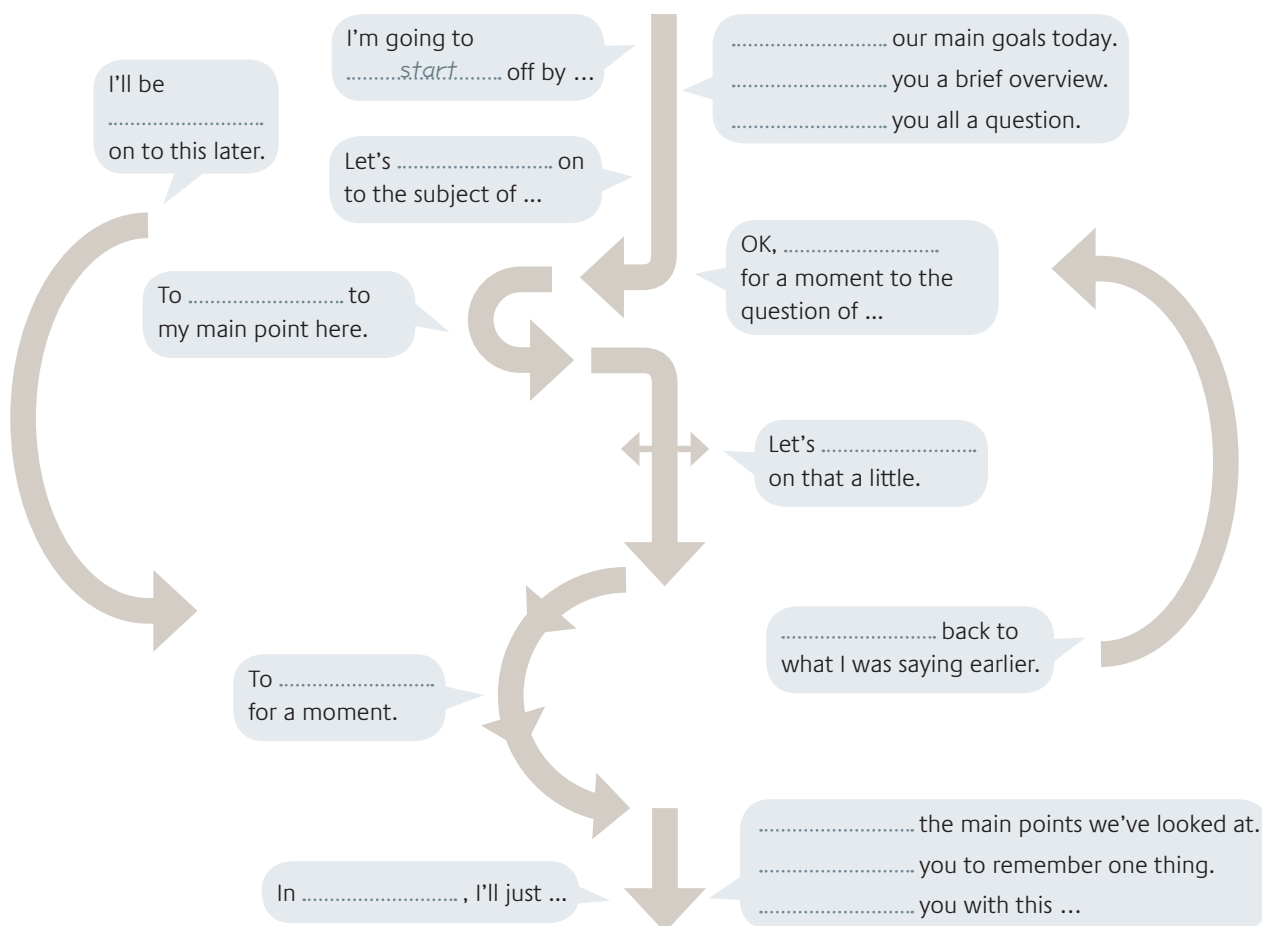 I'm going to
start off by ...
.......................... our main goals today.
.......................... you a brief overview.
.......................... you all a question.
I'll be
..........................
on to this later.
Let's .......................... on
to the subject of ...
OK, ..........................
for a moment to the
question of ...
To .......................... to
my main point here.
Let's ..........................
on that a little.
.......................... back to
what I was saying earlier.
To ..........................
for a moment.
.......................... the main points we've looked at.
.......................... you to remember one thing.
.......................... you with this ...
In .......................... , I'll just ...